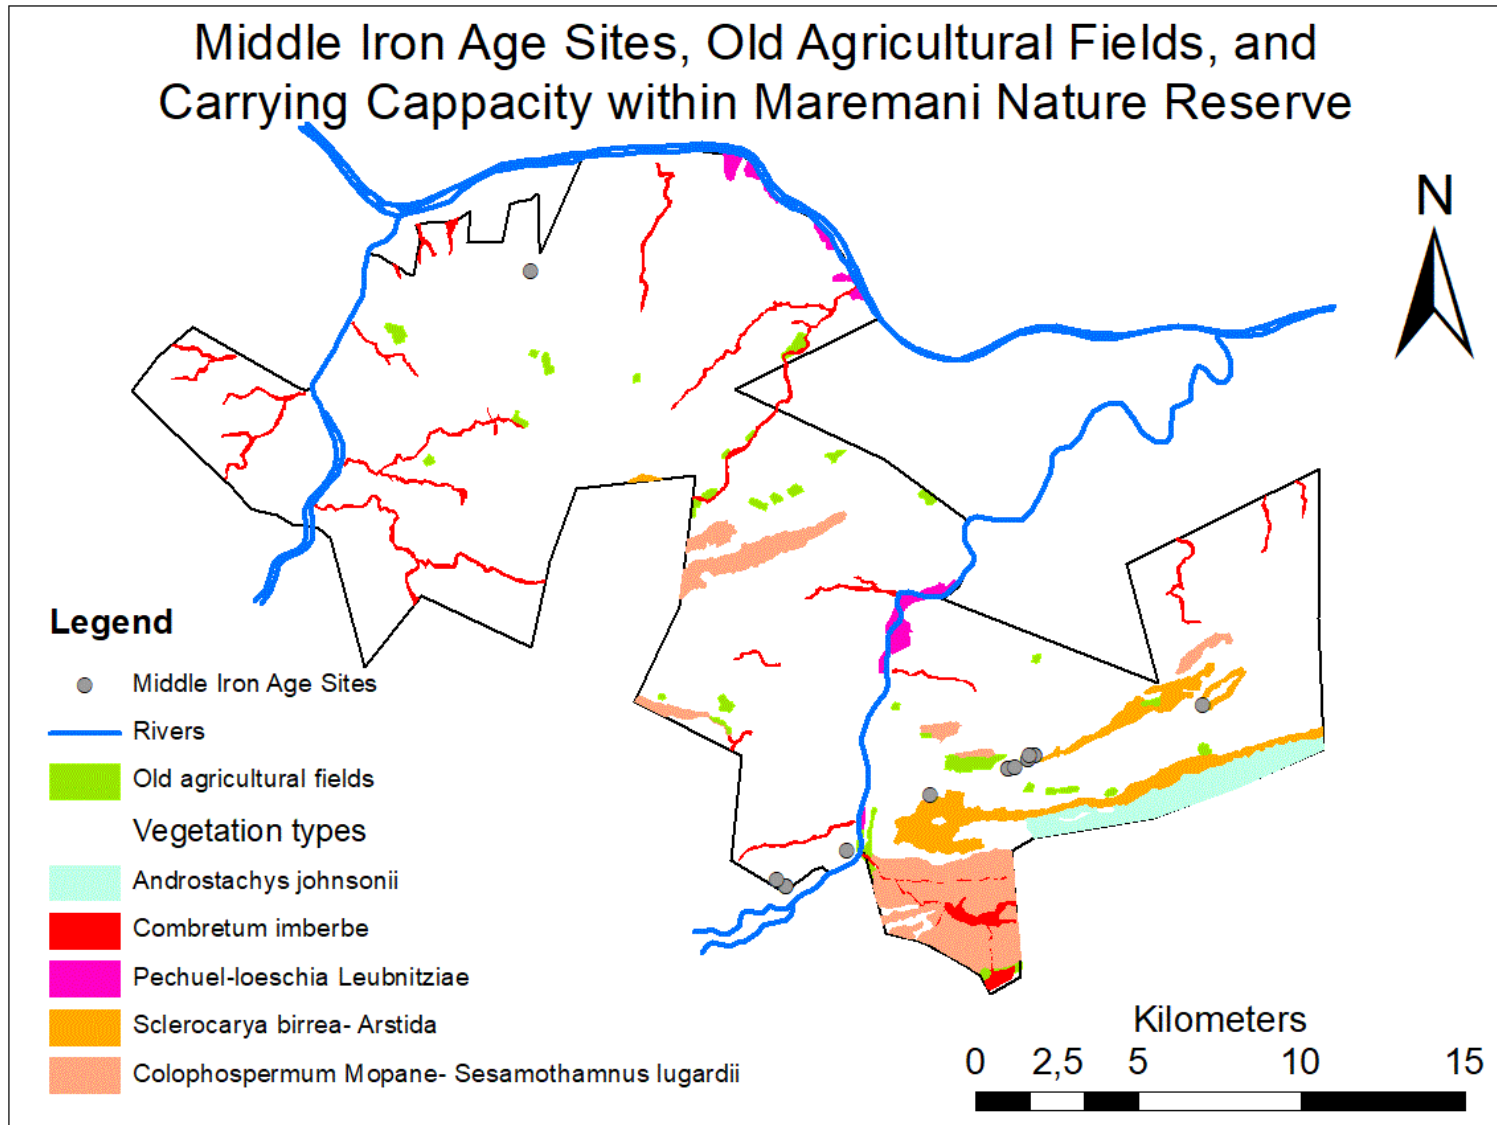 Middle Iron Age Sites, Old Agricultural Fields, and
Carrying Cappacity within Maremani Nature Reserve
N
Legend
Middle Iron Age Sites
Rivers
Old agricultural fields
Vegetation types
Androstachys johnsonii
Combretum imberbe
Pechuel-loeschia Leubnitziae
Sclerocarya birrea- Arstida
Colophospermum Mopane- Sesamothamnus lugardii
Kilometers
0 2,5 5 10 15